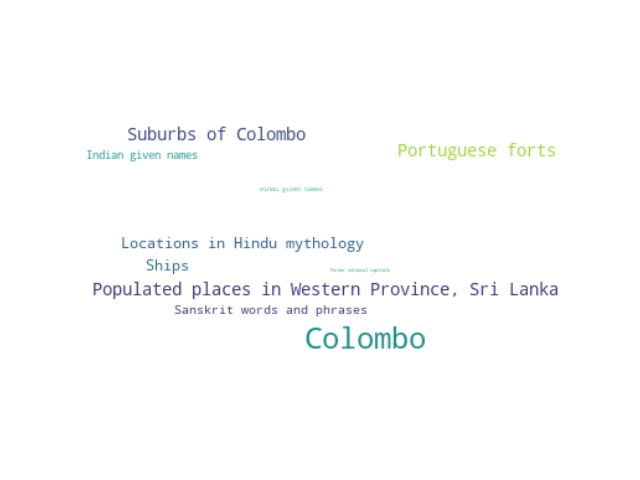 Suburbs of Colombo
Portuguese forts
Indian given names
Hindu given names
Locations in Hindu mythology
Ships
Former national capitals
Populated places in Western Province, Sri Lanka
Sanskrit words and phrases
Colombo